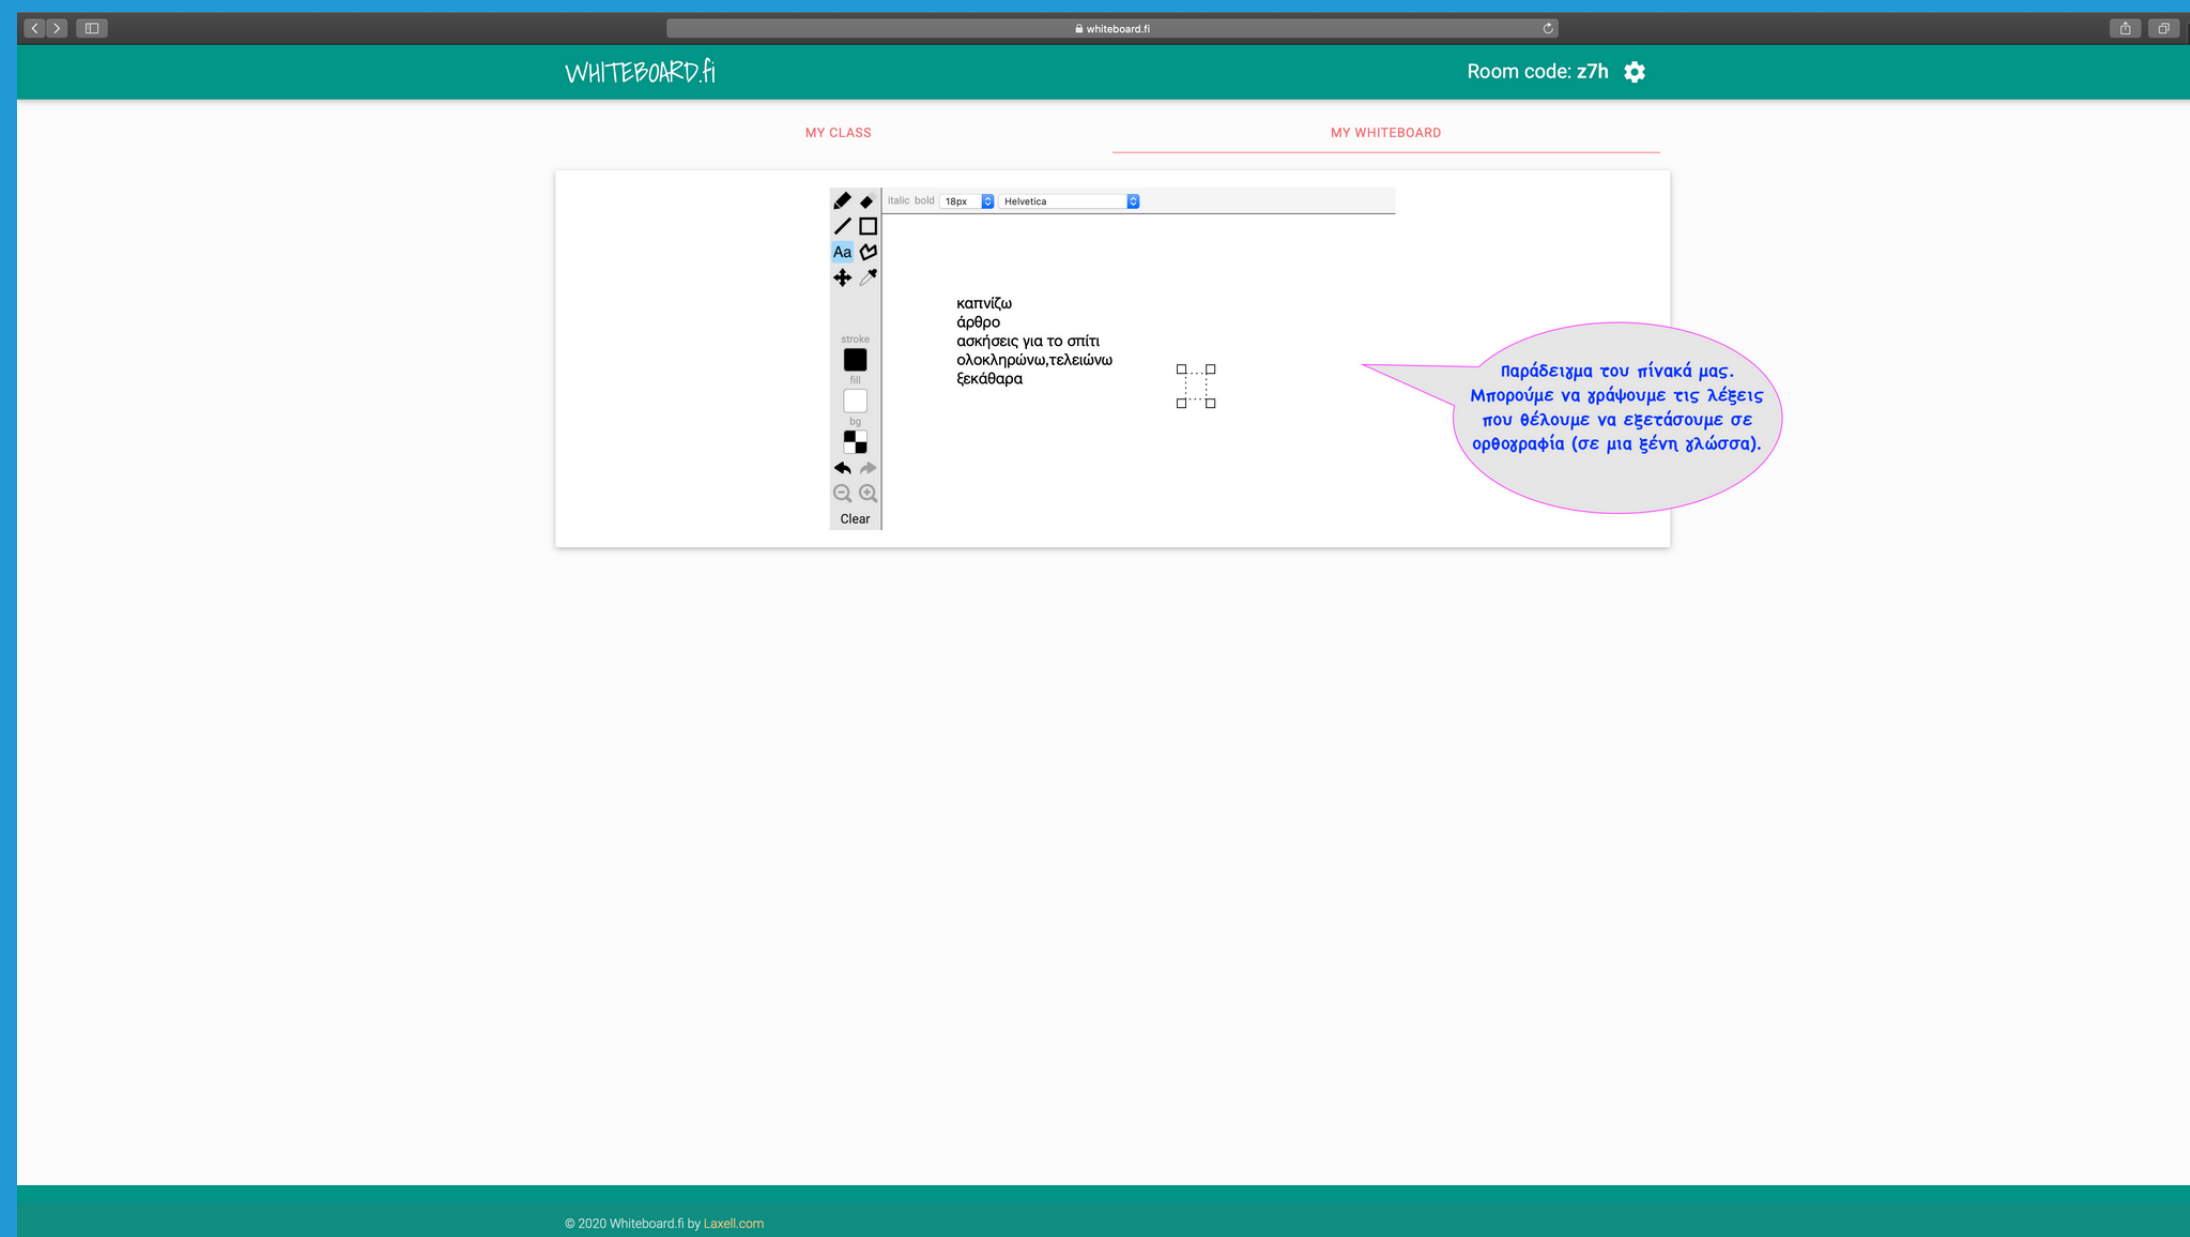 whiteboard.fi
WHITEBOARD.fi
Room code: z7h
MY CLASS
MY WHITEBOARD
italic bold 18px Helvetica
Aa
καπνίζω
άρθρο
ασκήσεις για το σπίτι
ολοκληρώνω,τελειώνω
ξεκάθαρα
stroke
fill
bg
Clear
Παράδειγμα του πίνακά μας.
Μπορούμε να γράψουμε τις λέξεις
που θέλουμε να εξετάσουμε σε
ορθογραφία (σε μια ξένη γλώσσα).
© 2020 Whiteboard.fi by Laxell.com